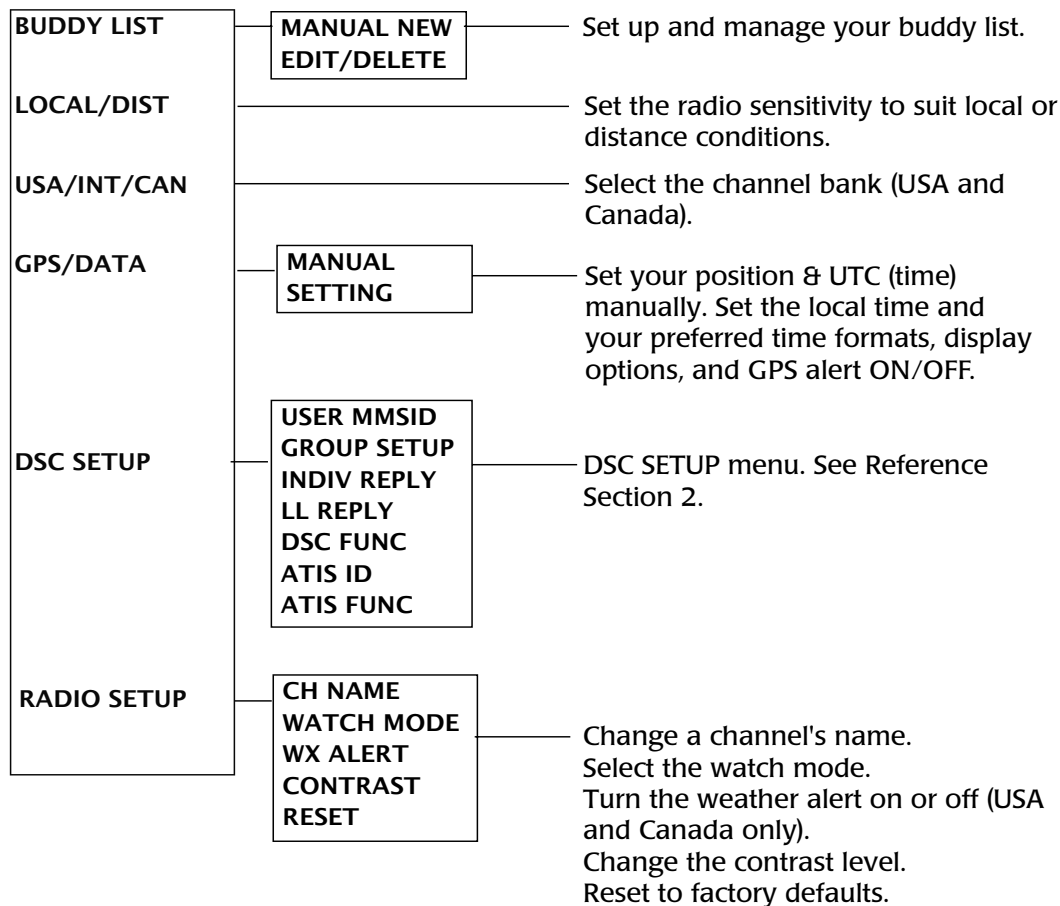 BUDDY LIST
MANUAL NEW
EDIT/DELETE
Set up and manage your buddy list.
LOCAL/DIST
Set the radio sensitivity to suit local or
distance conditions.
USA/INT/CAN
Select the channel bank (USA and
Canada).
GPS/DATA
MANUAL
SETTING
Set your position & UTC (time)
manually. Set the local time and
your preferred time formats, display
options, and GPS alert ON/OFF.
DSC SETUP
USER MMSID
GROUP SETUP
INDIV REPLY
LL REPLY
DSC FUNC
ATIS ID
ATIS FUNC
DSC SETUP menu. See Reference
Section 2.
RADIO SETUP
CH NAME
WATCH MODE
WX ALERT
CONTRAST
RESET
Change a channel's name.
Select the watch mode.
Turn the weather alert on or off (USA
and Canada only).
Change the contrast level.
Reset to factory defaults.